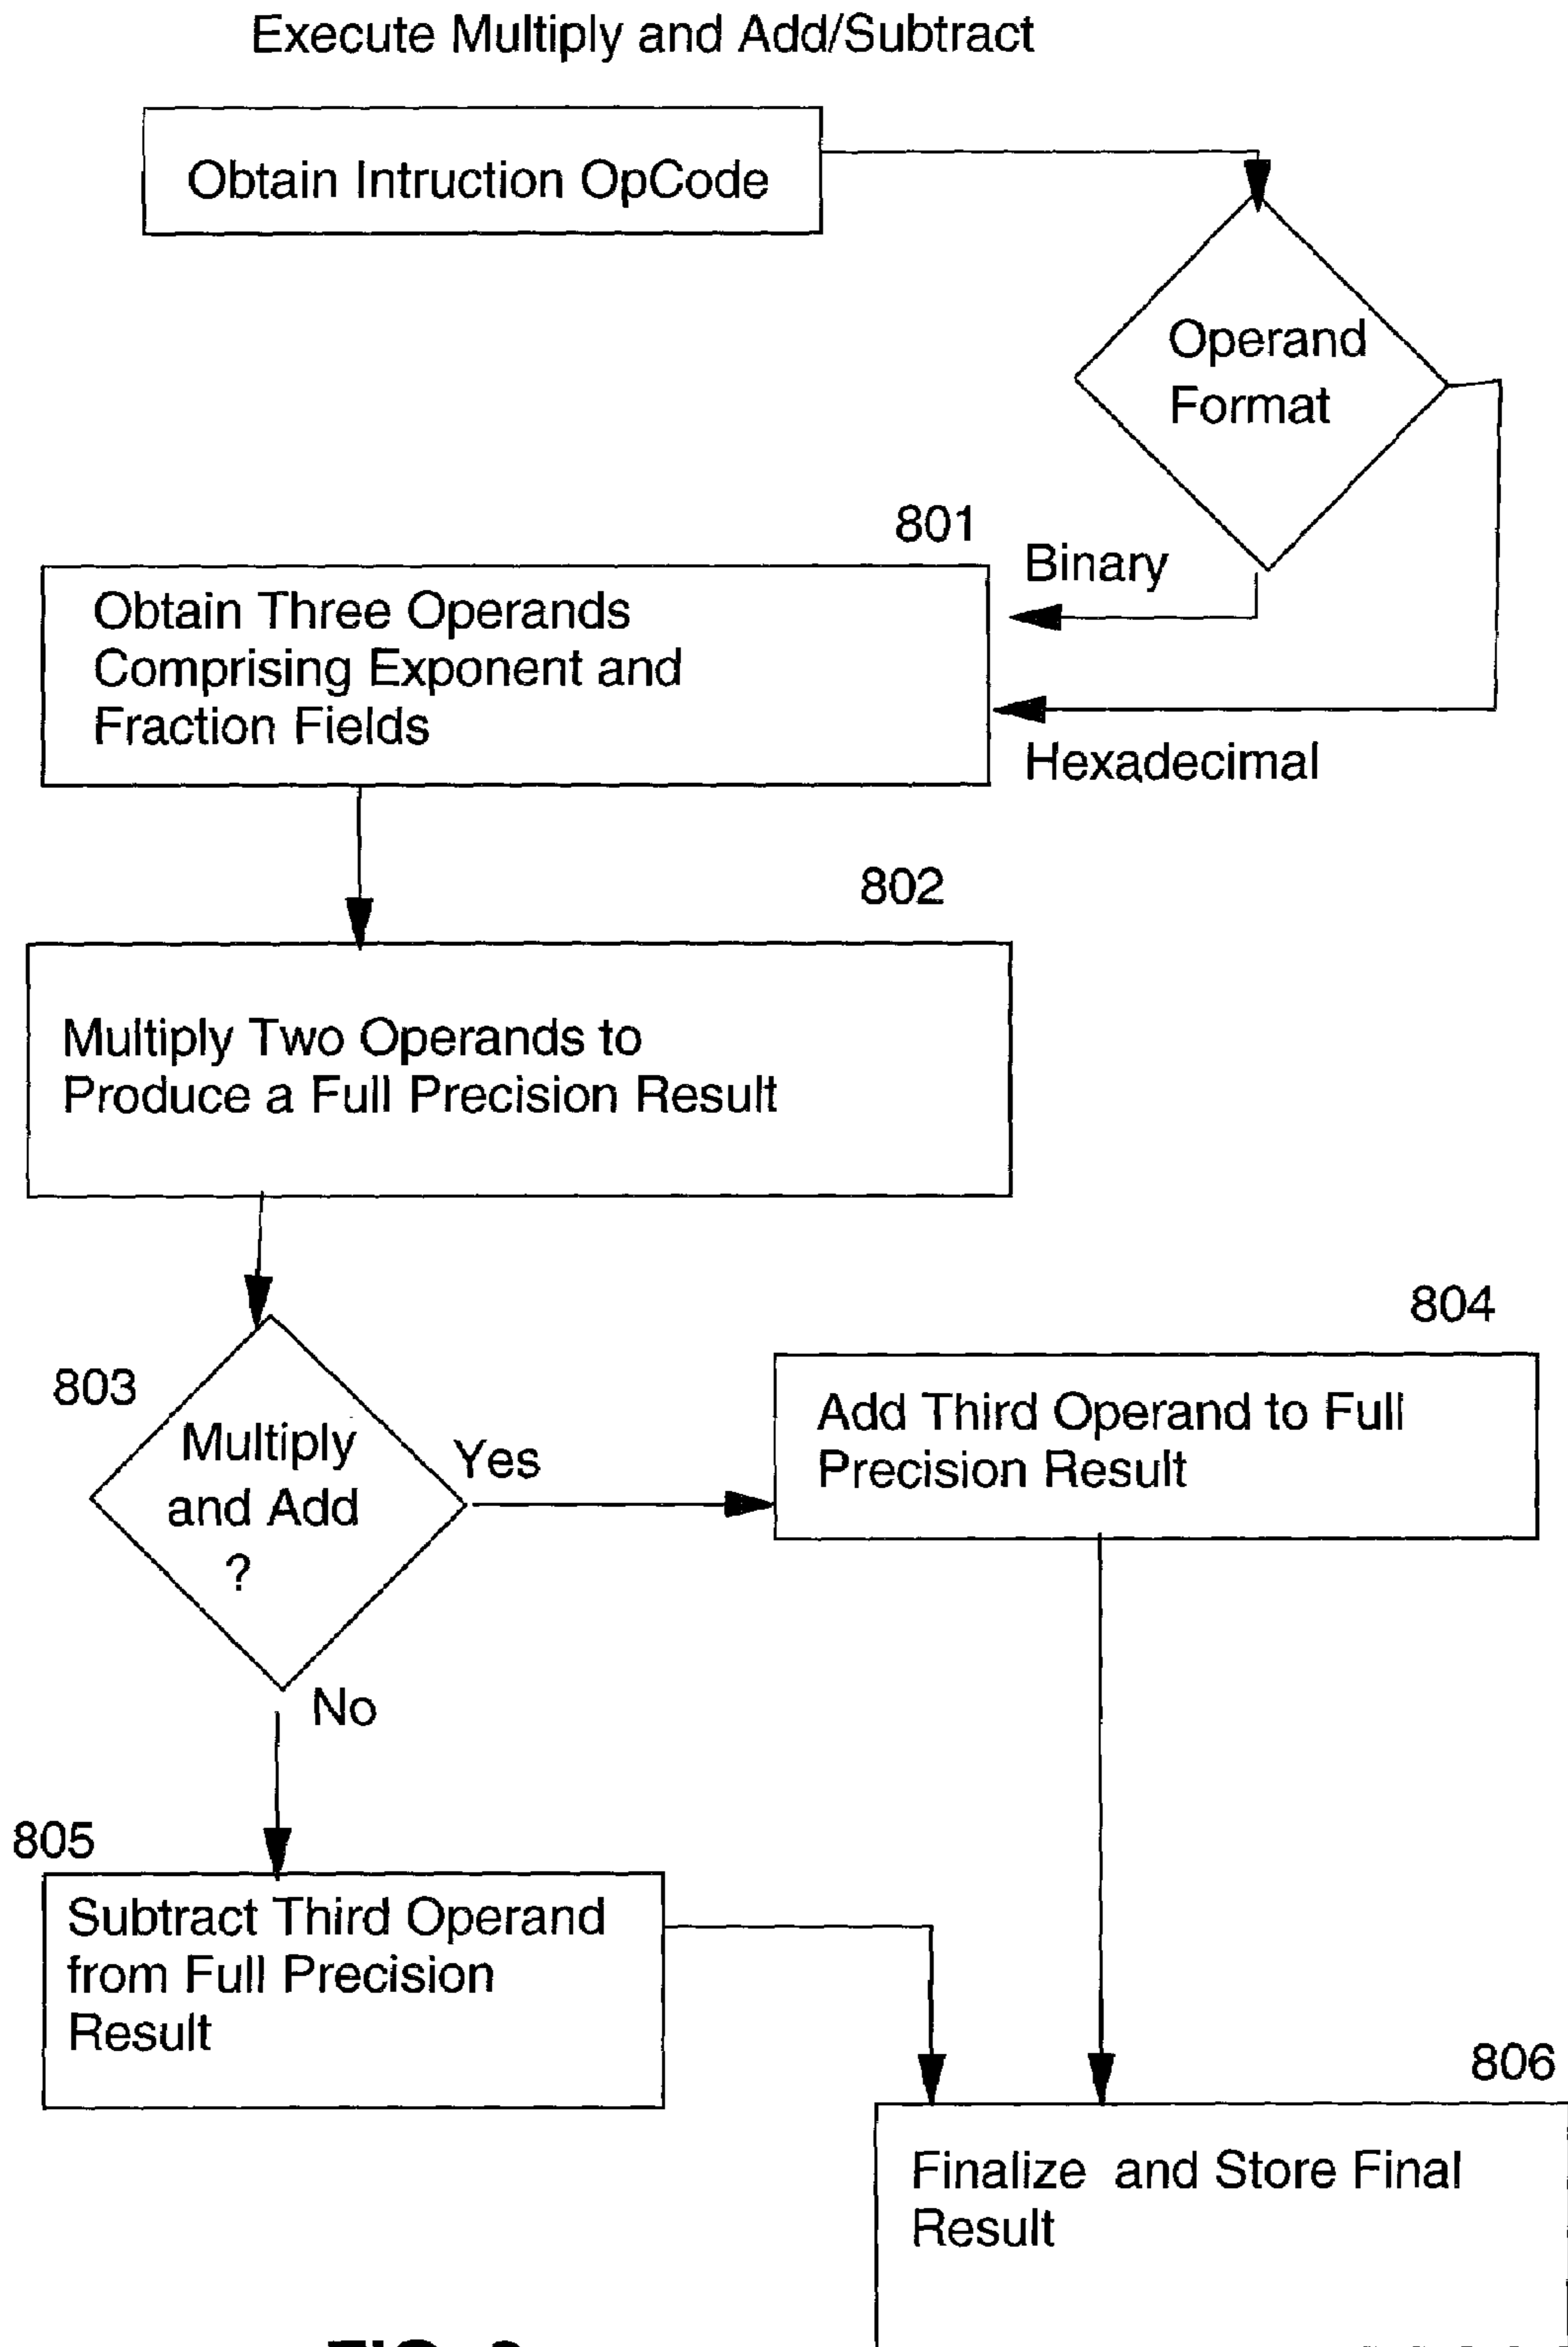 Execute Multiply and Add/Subtract
Obtain Intruction OpCode
Operand
Format
801
Binary
Obtain Three Operands
Comprising Exponent and
Fraction Fields
Hexadecimal
802
Multiply Two Operands to
Produce a Full Precision Result
803
Multiply
and Add
?
Yes
804
Add Third Operand to Full
Precision Result
No
805
Subtract Third Operand
from Full Precision
Result
806
Finalize and Store Final
Result